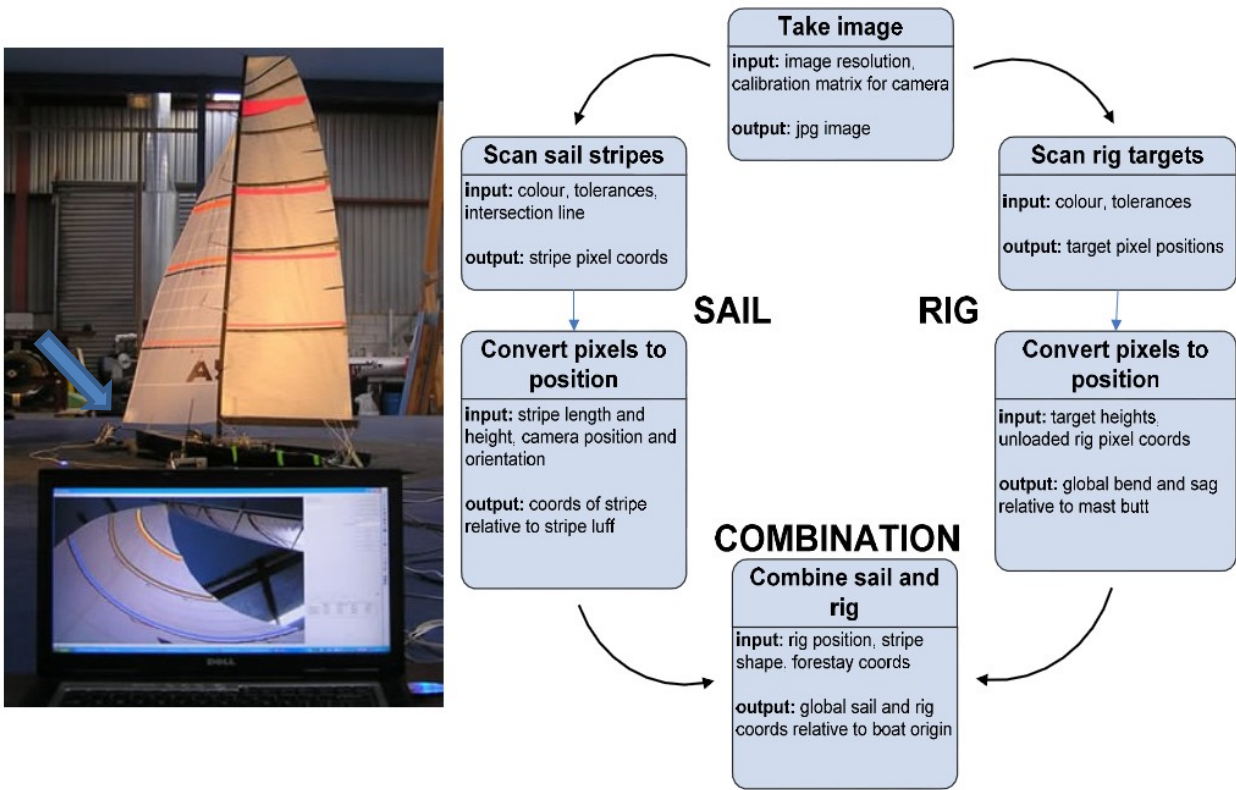 Take image
input: image resolution,
calibration matrix for camera
output: jpg image
Scan sail stripes
input: colour, tolerances,
intersection line
output: stripe pixel coords
Scan rig targets
input: colour, tolerances
output: target pixel positions
SAIL
RIG
Convert pixels to
position
input: stripe length and
height, camera position and
orientation
output: coords of stripe
relative to stripe luff
Convert pixels to
position
input: target heights,
unloaded rig pixel coords
output: global bend and sag
relative to mast butt
COMBINATION
Combine sail and
rig
input: rig position, stripe
shape. forestay coords
output: global sail and rig
coords relative to boat origin
DELL